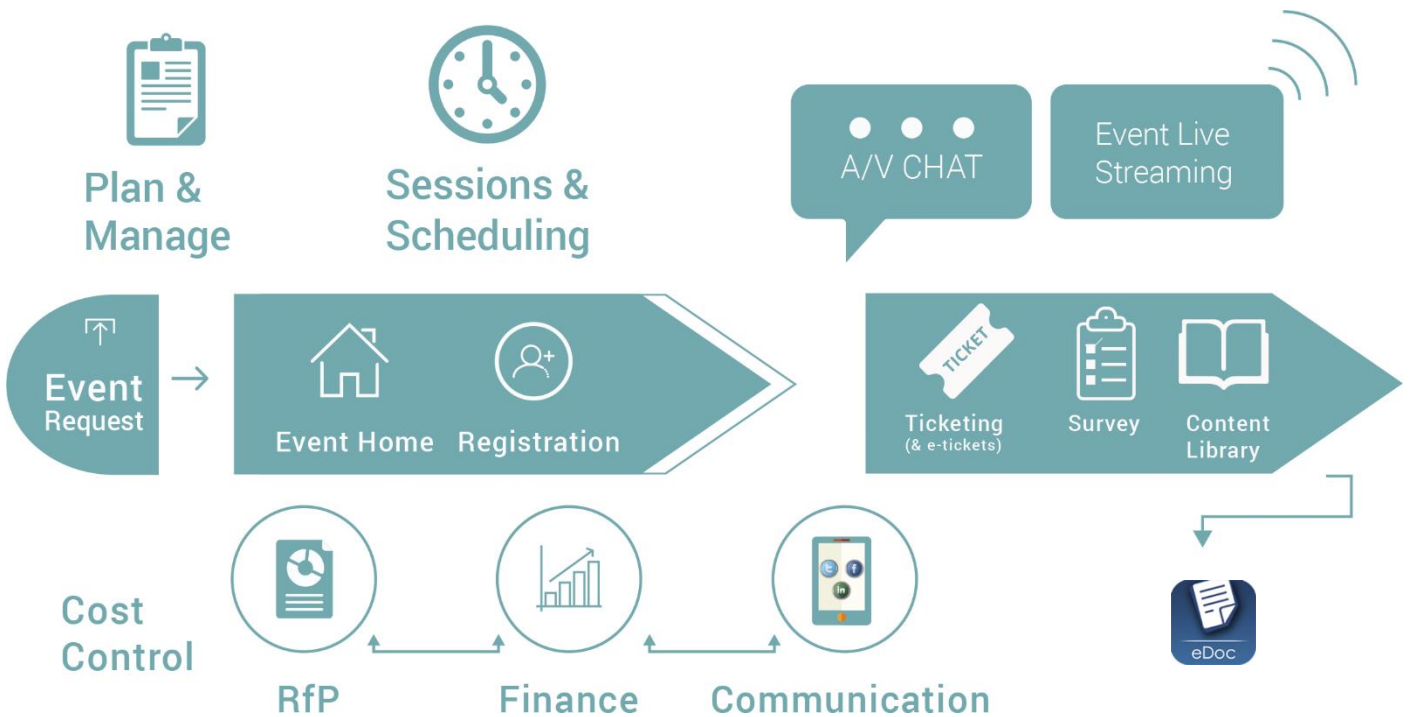 Plan &
Manage
Sessions &
Scheduling
A/V CHAT
Event Live
Streaming
Event
Request
Event Home
Registration
TICKET
Ticketing
(& e-tickets)
Survey
Content
Library
Cost
Control
RfP
Finance
Communication
in
eDoc